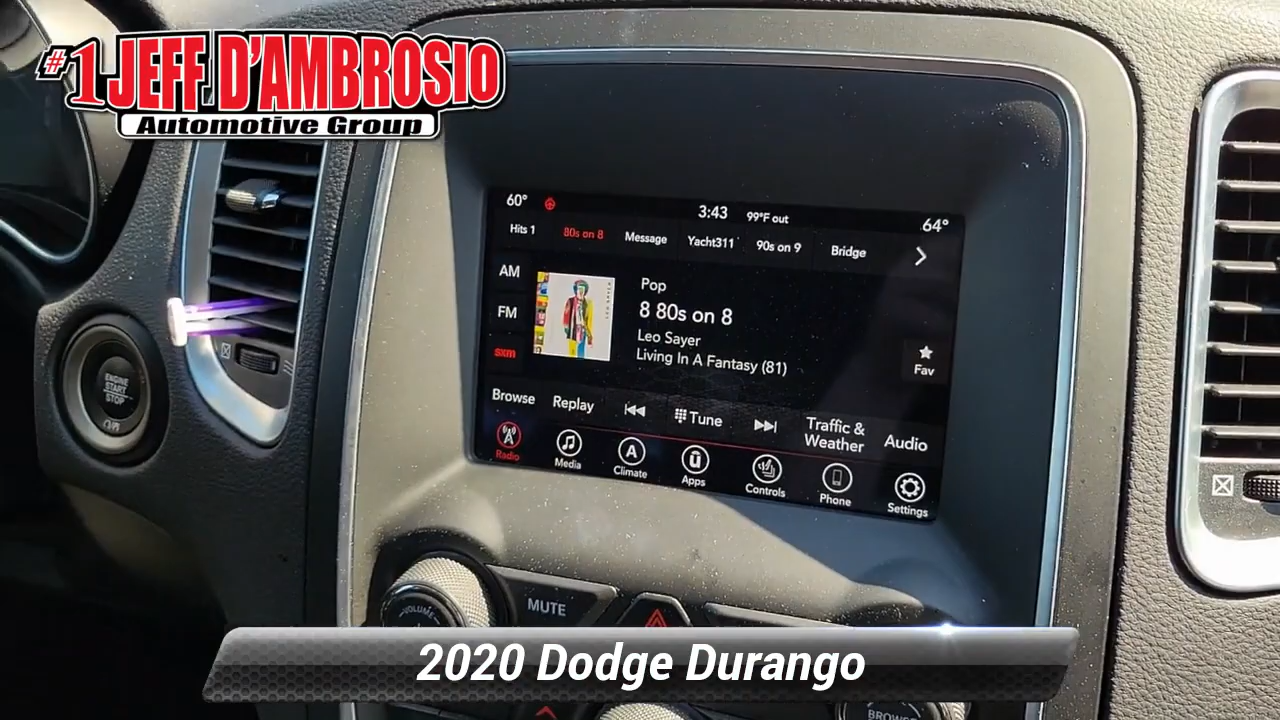 #1 JEFF D'AMBROSIO
Automotive Group
60° 3:43 99°F out 64°
Hits 1 80s on 8 Message Yacht311 90s on 9 Bridge
AM
Pop
FM
8 80s on 8
Leo Sayer
Living In A Fantasy (81)
sxm
Fav
Browse Replay Tune Traffic & Weather Audio
Radio Media Climate Apps Controls Phone Settings
ENGINE
START
STOP
VOLUME
MUTE
2020 Dodge Durango
BROWSE